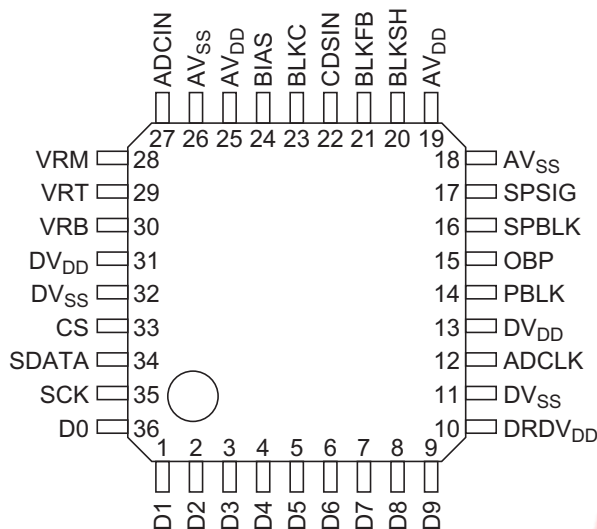 ADCIN
AVSS
AVDD
BIAS
BLKC
CDSIN
BLKFB
BLKSH
AVDD
27 26 25 24 23 22 21 20 19
VRM 28 18 AVSS
VRT 29 17 SPSIG
VRB 30 16 SPBLK
DVDD 31 15 OBP
DVSS 32 14 PBLK
CS 33 13 DVDD
SDATA 34 12 ADCLK
SCK 35 11 DVSS
D0 36 10 DRDVDD
1 2 3 4 5 6 7 8 9
D1
D2
D3
D4
D5
D6
D7
D8
D9